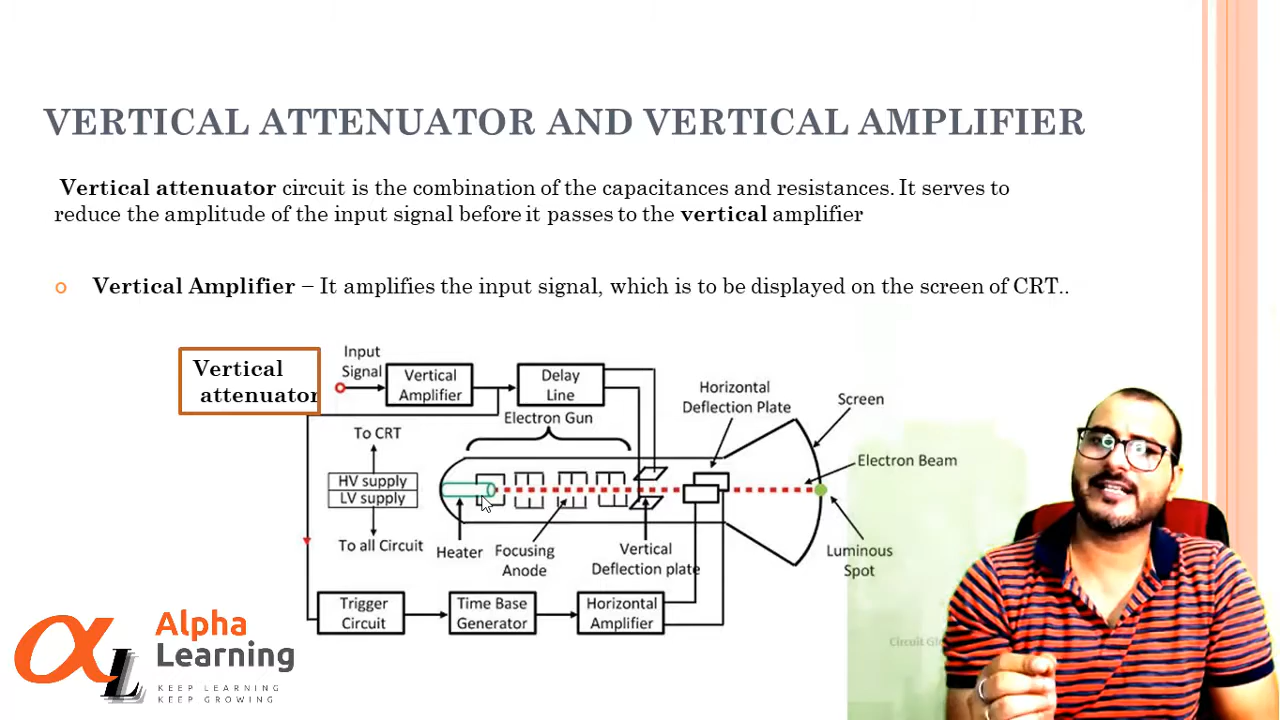 VERTICAL ATTENUATOR AND VERTICAL AMPLIFIER
Vertical attenuator circuit is the combination of the capacitances and resistances. It serves to
reduce the amplitude of the input signal before it passes to the vertical amplifier
Vertical Amplifier – It amplifies the input signal, which is to be displayed on the screen of CRT..
Vertical
attenuator
Input
Signal
Vertical
Amplifier
Delay
Line
Horizontal
Deflection Plate
Screen
Electron Gun
To CRT
Electron Beam
HV supply
LV supply
To all Circuit
Heater
Focusing
Anode
Vertical
Deflection plate
Luminous
Spot
Trigger
Circuit
Time Base
Generator
Horizontal
Amplifier
Circuit
Alpha
Learning
KEEP LEARNING
KEEP GROWING